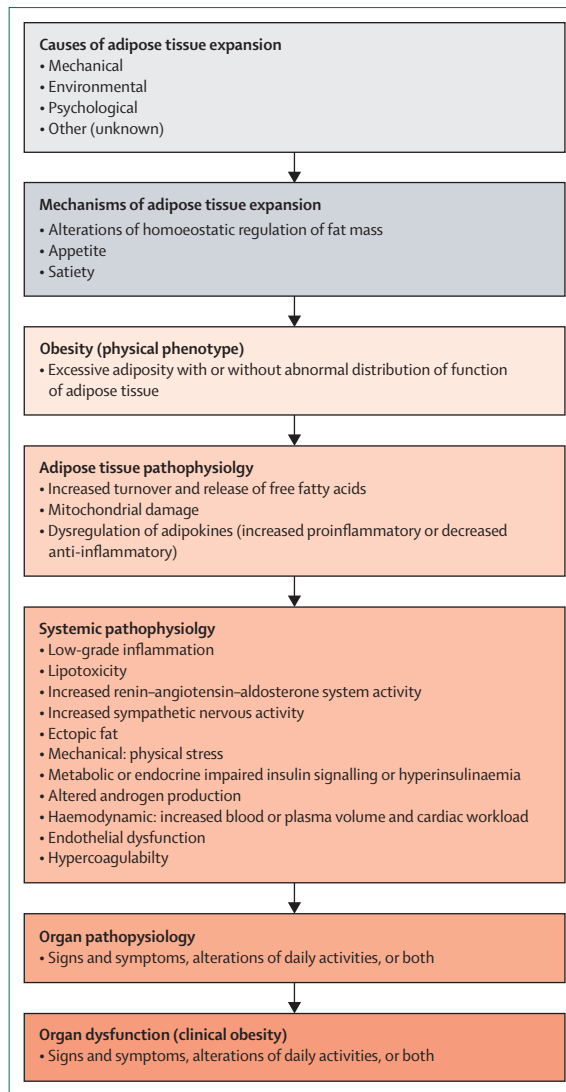 Causes of adipose tissue expansion
• Mechanical
• Environmental
• Psychological
• Other (unknown)
Mechanisms of adipose tissue expansion
• Alterations of homoeostatic regulation of fat mass
• Appetite
• Satiety
Obesity (physical phenotype)
• Excessive adiposity with or without abnormal distribution of function
of adipose tissue
Adipose tissue pathophysiolgy
• Increased turnover and release of free fatty acids
• Mitochondrial damage
• Dysregulation of adipokines (increased proinflammatory or decreased
anti-inflammatory)
Systemic pathophysiolgy
• Low-grade inflammation
• Lipotoxicity
• Increased renin–angiotensin–aldosterone system activity
• Increased sympathetic nervous activity
• Ectopic fat
• Mechanical: physical stress
• Metabolic or endocrine impaired insulin signalling or hyperinsulinaemia
• Altered androgen production
• Haemodynamic: increased blood or plasma volume and cardiac workload
• Endothelial dysfunction
• Hypercoagulabilty
Organ pathopysiology
• Signs and symptoms, alterations of daily activities, or both
Organ dysfunction (clinical obesity)
• Signs and symptoms, alterations of daily activities, or both